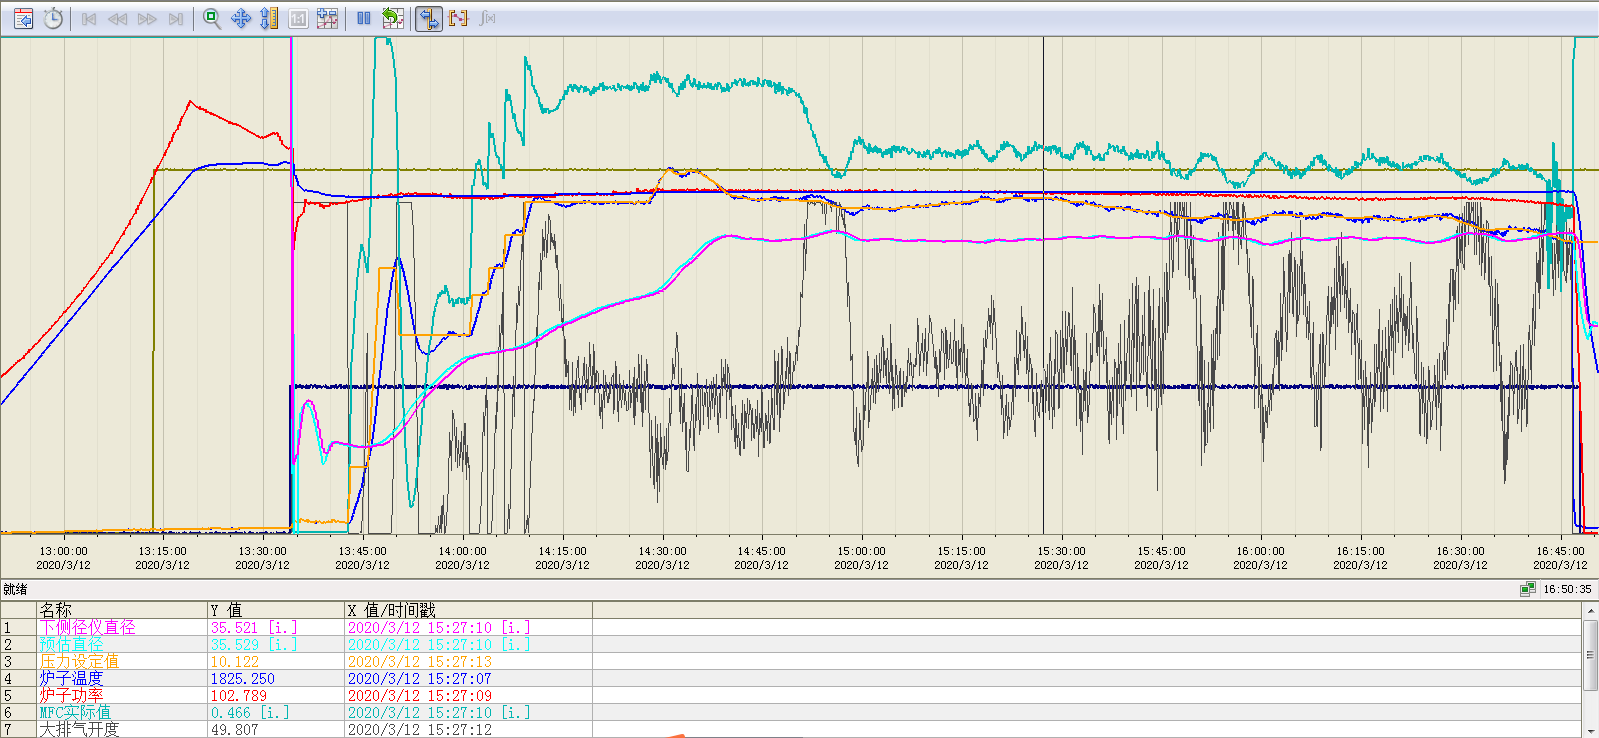 1:1
13:00:00 13:15:00 13:30:00 13:45:00 14:00:00 14:15:00 14:30:00 14:45:00 15:00:00 15:15:00 15:30:00 15:45:00 16:00:00 16:15:00 16:30:00 16:45:00
2020/3/12 2020/3/12 2020/3/12 2020/3/12 2020/3/12 2020/3/12 2020/3/12 2020/3/12 2020/3/12 2020/3/12 2020/3/12 2020/3/12 2020/3/12 2020/3/12 2020/3/12 2020/3/12
就绪 16:50:35
名称 Y 值 X 值/时间戳
1 下侧径仪直径 35.521 [i.] 2020/3/12 15:27:10 [i.]
2 预估直径 35.529 [i.] 2020/3/12 15:27:10 [i.]
3 压力设定值 10.122 2020/3/12 15:27:13
4 炉子温度 1825.250 2020/3/12 15:27:07
5 炉子功率 102.789 2020/3/12 15:27:09
6 MFC实际值 0.466 [i.] 2020/3/12 15:27:10 [i.]
7 大排气开度 49.807 2020/3/12 15:27:12